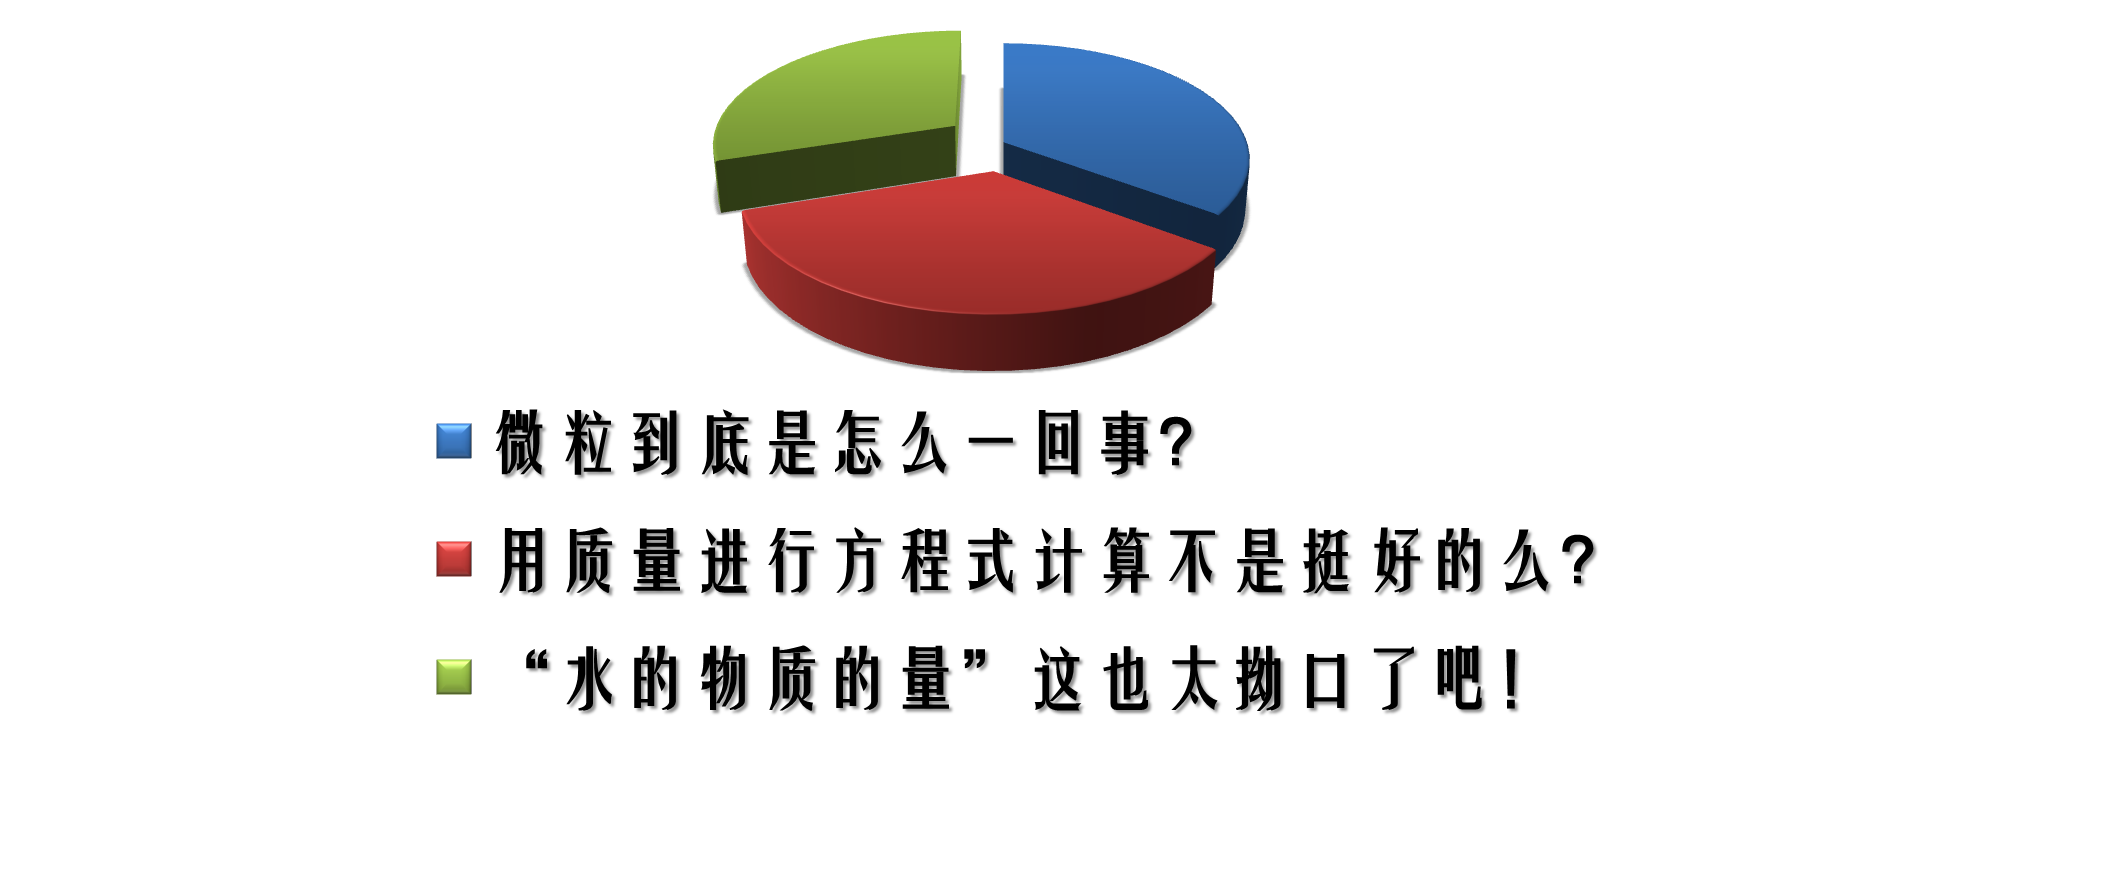 微粒到底是怎么一回事?
用质量进行方程式计算不是挺好的么?
“水的物质的量”这也太拗口了吧!